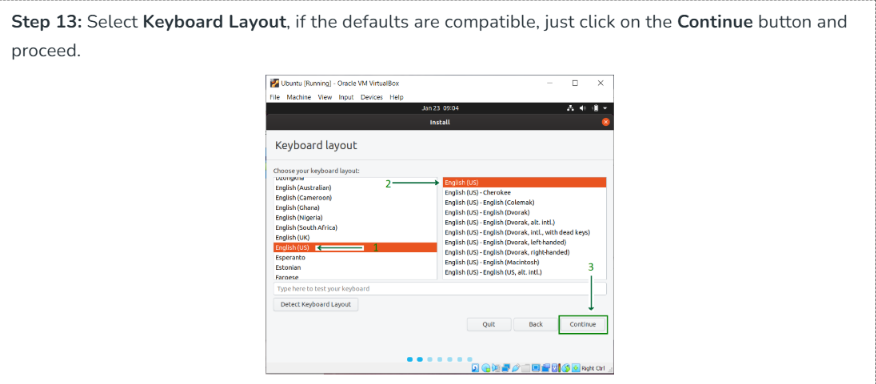 Step 13: Select Keyboard Layout, if the defaults are compatible, just click on the Continue button and
proceed.
Ubuntu [Running] - Oracle VM VirtualBox
File Machine View Input Devices Help
Jan 23 09:04
Install
Keyboard layout
Choose your keyboard layout:
Dzongkha
English (Australian)
English (Cameroon)
English (Ghana)
English (Nigeria)
English (South Africa)
English (UK)
English (US)
1
Esperanto
Estonian
Faroese
2
English (US)
English (US) - Cherokee
English (US) - English (Colemak)
English (US) - English (Dvorak)
English (US) - English (Dvorak, alt. intl.)
English (US) - English (Dvorak, intl., with dead keys)
English (US) - English (Dvorak, left-handed)
English (US) - English (Dvorak, right-handed)
English (US) - English (Macintosh)
English (US) - English (US, alt. intl.)
3
Type here to test your keyboard
Detect Keyboard Layout
Quit Back Continue
Right Ctrl